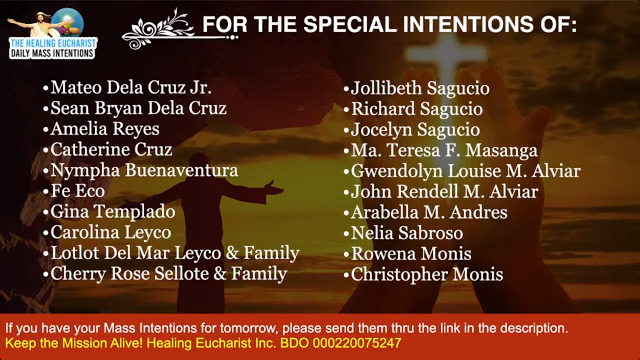 THE HEALING EUCHARIST
DAILY MASS INTENTIONS
FOR THE SPECIAL INTENTIONS OF:
•Mateo Dela Cruz Jr.
•Sean Bryan Dela Cruz
•Amelia Reyes
•Catherine Cruz
•Nympha Buenaventura
•Fe Eco
•Gina Templado
•Carolina Leyco
•Lotlot Del Mar Leyco & Family
•Cherry Rose Sellote & Family
•Jollibeth Sagucio
•Richard Sagucio
•Jocelyn Sagucio
•Ma. Teresa F. Masanga
•Gwendolyn Louise M. Alviar
•John Rendell M. Alviar
•Arabella M. Andres
•Nelia Sabroso
•Rowena Monis
•Christopher Monis
If you have your Mass Intentions for tomorrow, please send them thru the link in the description.
Keep the Mission Alive! Healing Eucharist Inc. BDO 000220075247